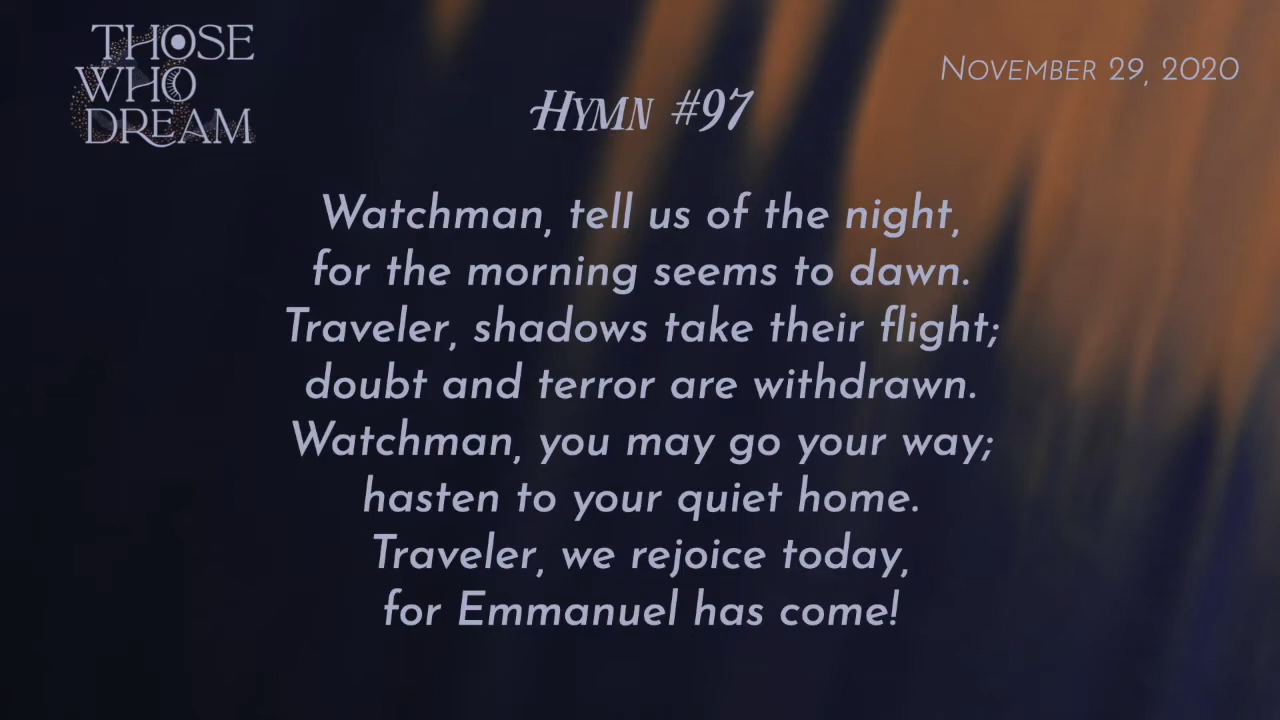 THOSE
WHO
DREAM
NOVEMBER 29, 2020
HYMN #97
Watchman, tell us of the night,
for the morning seems to dawn.
Traveler, shadows take their flight;
doubt and terror are withdrawn.
Watchman, you may go your way;
hasten to your quiet home.
Traveler, we rejoice today,
for Emmanuel has come!